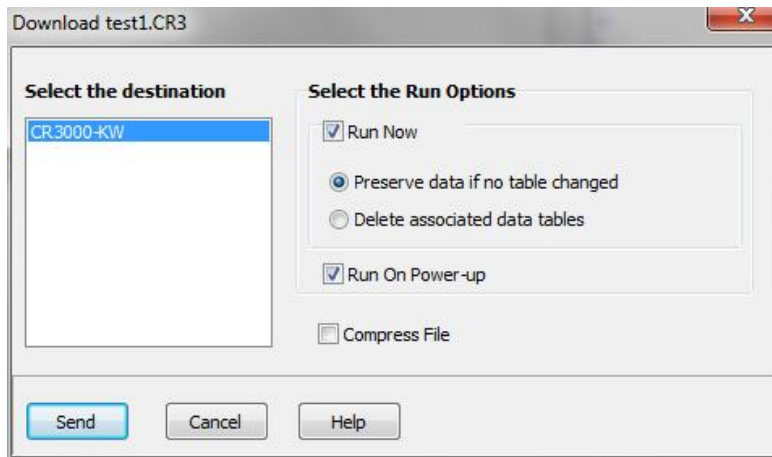 Download test1.CR3
X
Select the destination
CR3000-KW
Select the Run Options
Run Now
Preserve data if no table changed
Delete associated data tables
Run On Power-up
Compress File
Send
Cancel
Help